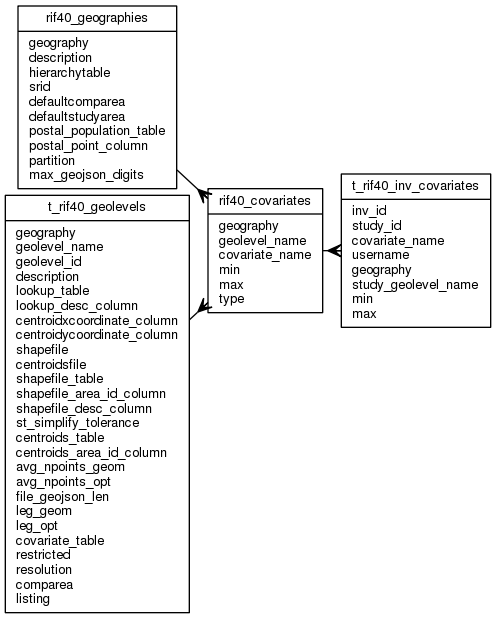 rif40_geographies
geography
description
hierarchytable
srid
defaultcomparea
defaultstudyarea
postal_population_table
postal_point_column
partition
max_geojson_digits
t_rif40_geolevels
geography
geolevel_name
geolevel_id
description
lookup_table
lookup_desc_column
centroidxcoordinate_column
centroidycoordinate_column
shapefile
centroidsfile
shapefile_table
shapefile_area_id_column
shapefile_desc_column
st_simplify_tolerance
centroids_table
centroids_area_id_column
avg_npoints_geom
avg_npoints_opt
file_geojson_len
leg_geom
leg_opt
covariate_table
restricted
resolution
comparea
listing
rif40_covariates
geography
geolevel_name
covariate_name
min
max
type
t_rif40_inv_covariates
inv_id
study_id
covariate_name
username
geography
study_geolevel_name
min
max